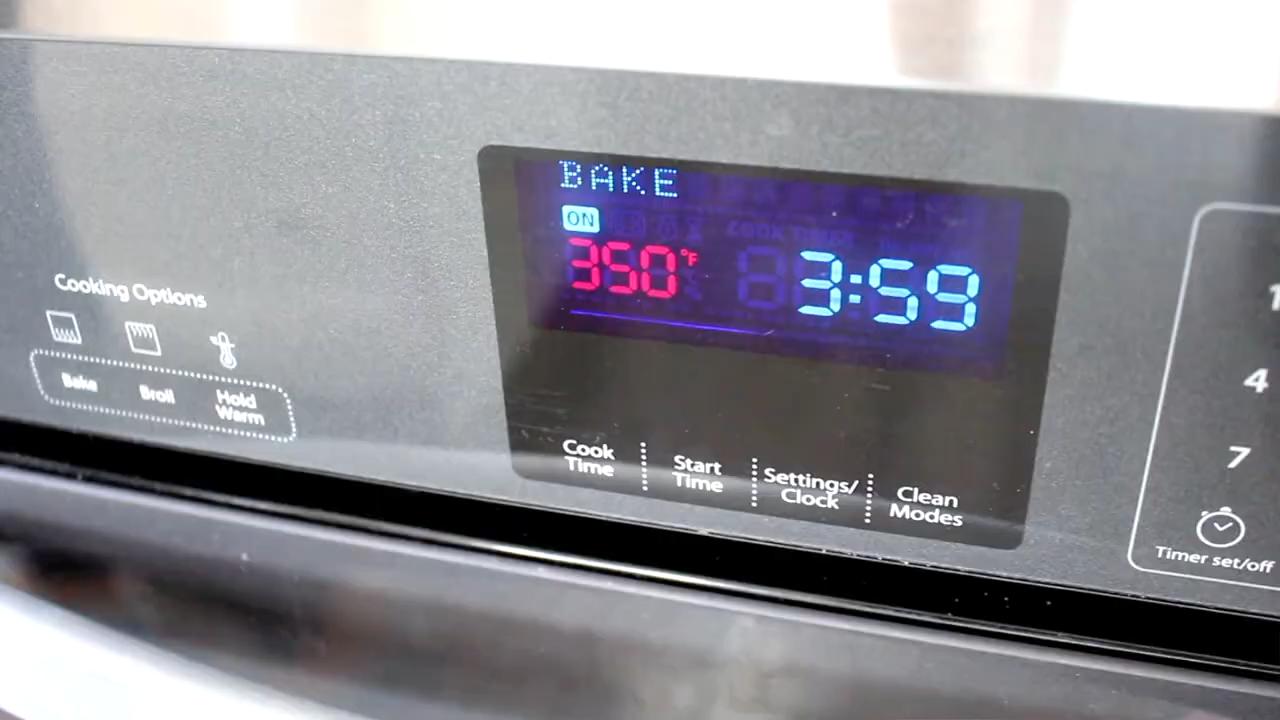 BAKE
ON
350°F 3:59
Cooking Options
Bake Broil Hold Warm
Cook Time
Start Time
Settings/
Clock
Clean Modes
4
7
Timer set/off